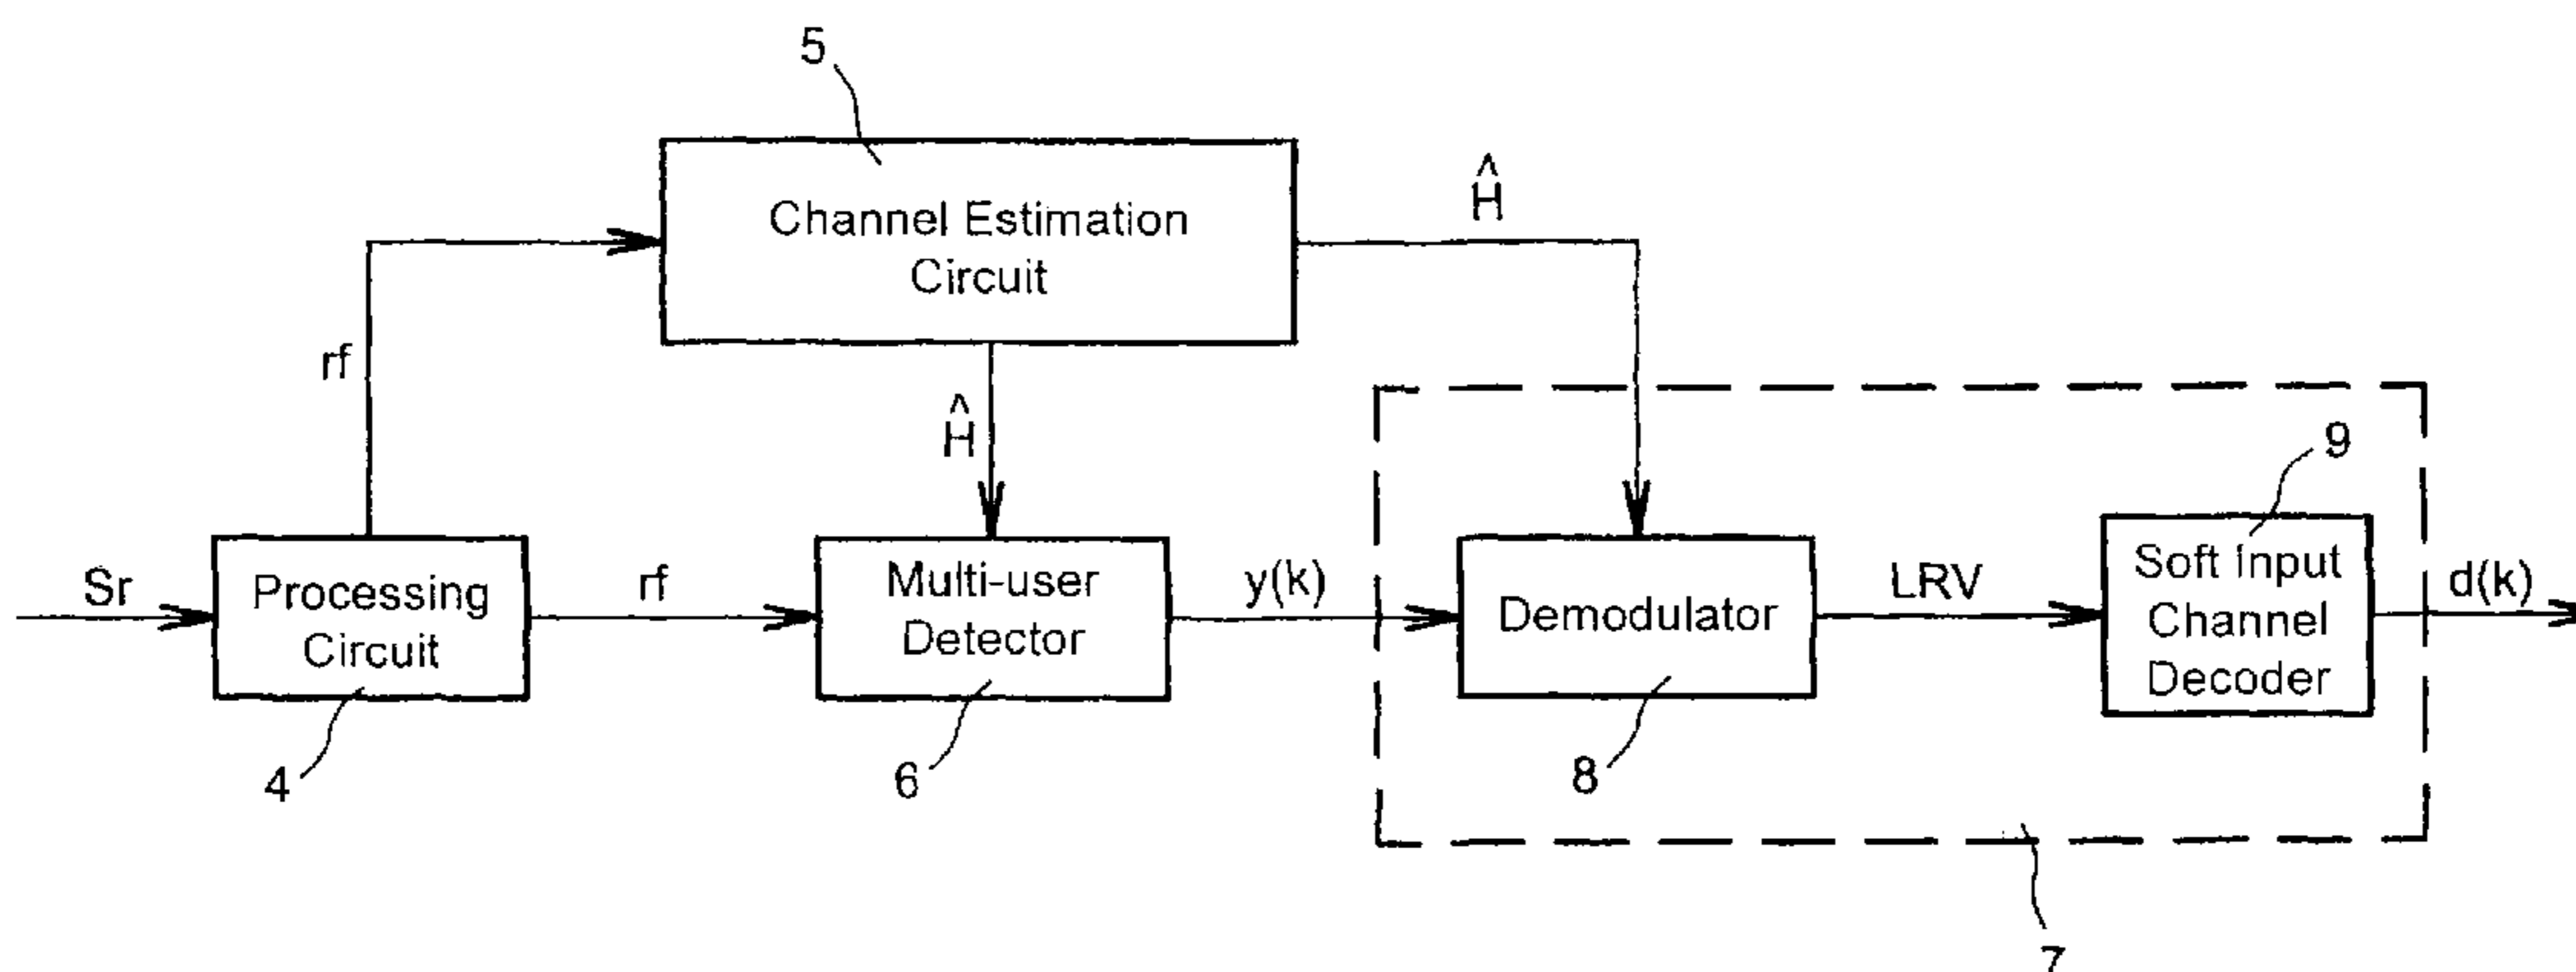 5
Channel Estimation
Circuit
Ĥ
rf
Ĥ
9
Sr
Processing
Circuit
rf
Multi-user
Detector
y(k)
Demodulator
LRV
Soft Input
Channel
Decoder
d(k)
4
6
8
7